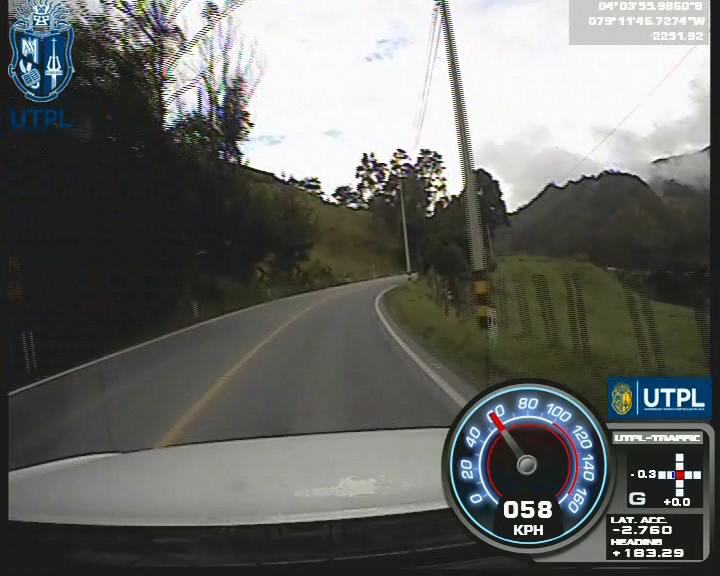 04°03'55.9860"S
079°11'46.7274"W
2251.92
UTPL
UTPL
UTPL-TRAFFIC
0 20 40 60 80 100 120 140 160
058
KPH
-0.3
G
+0.0
LAT. ACC.
-2.760
HEADING
+183.29